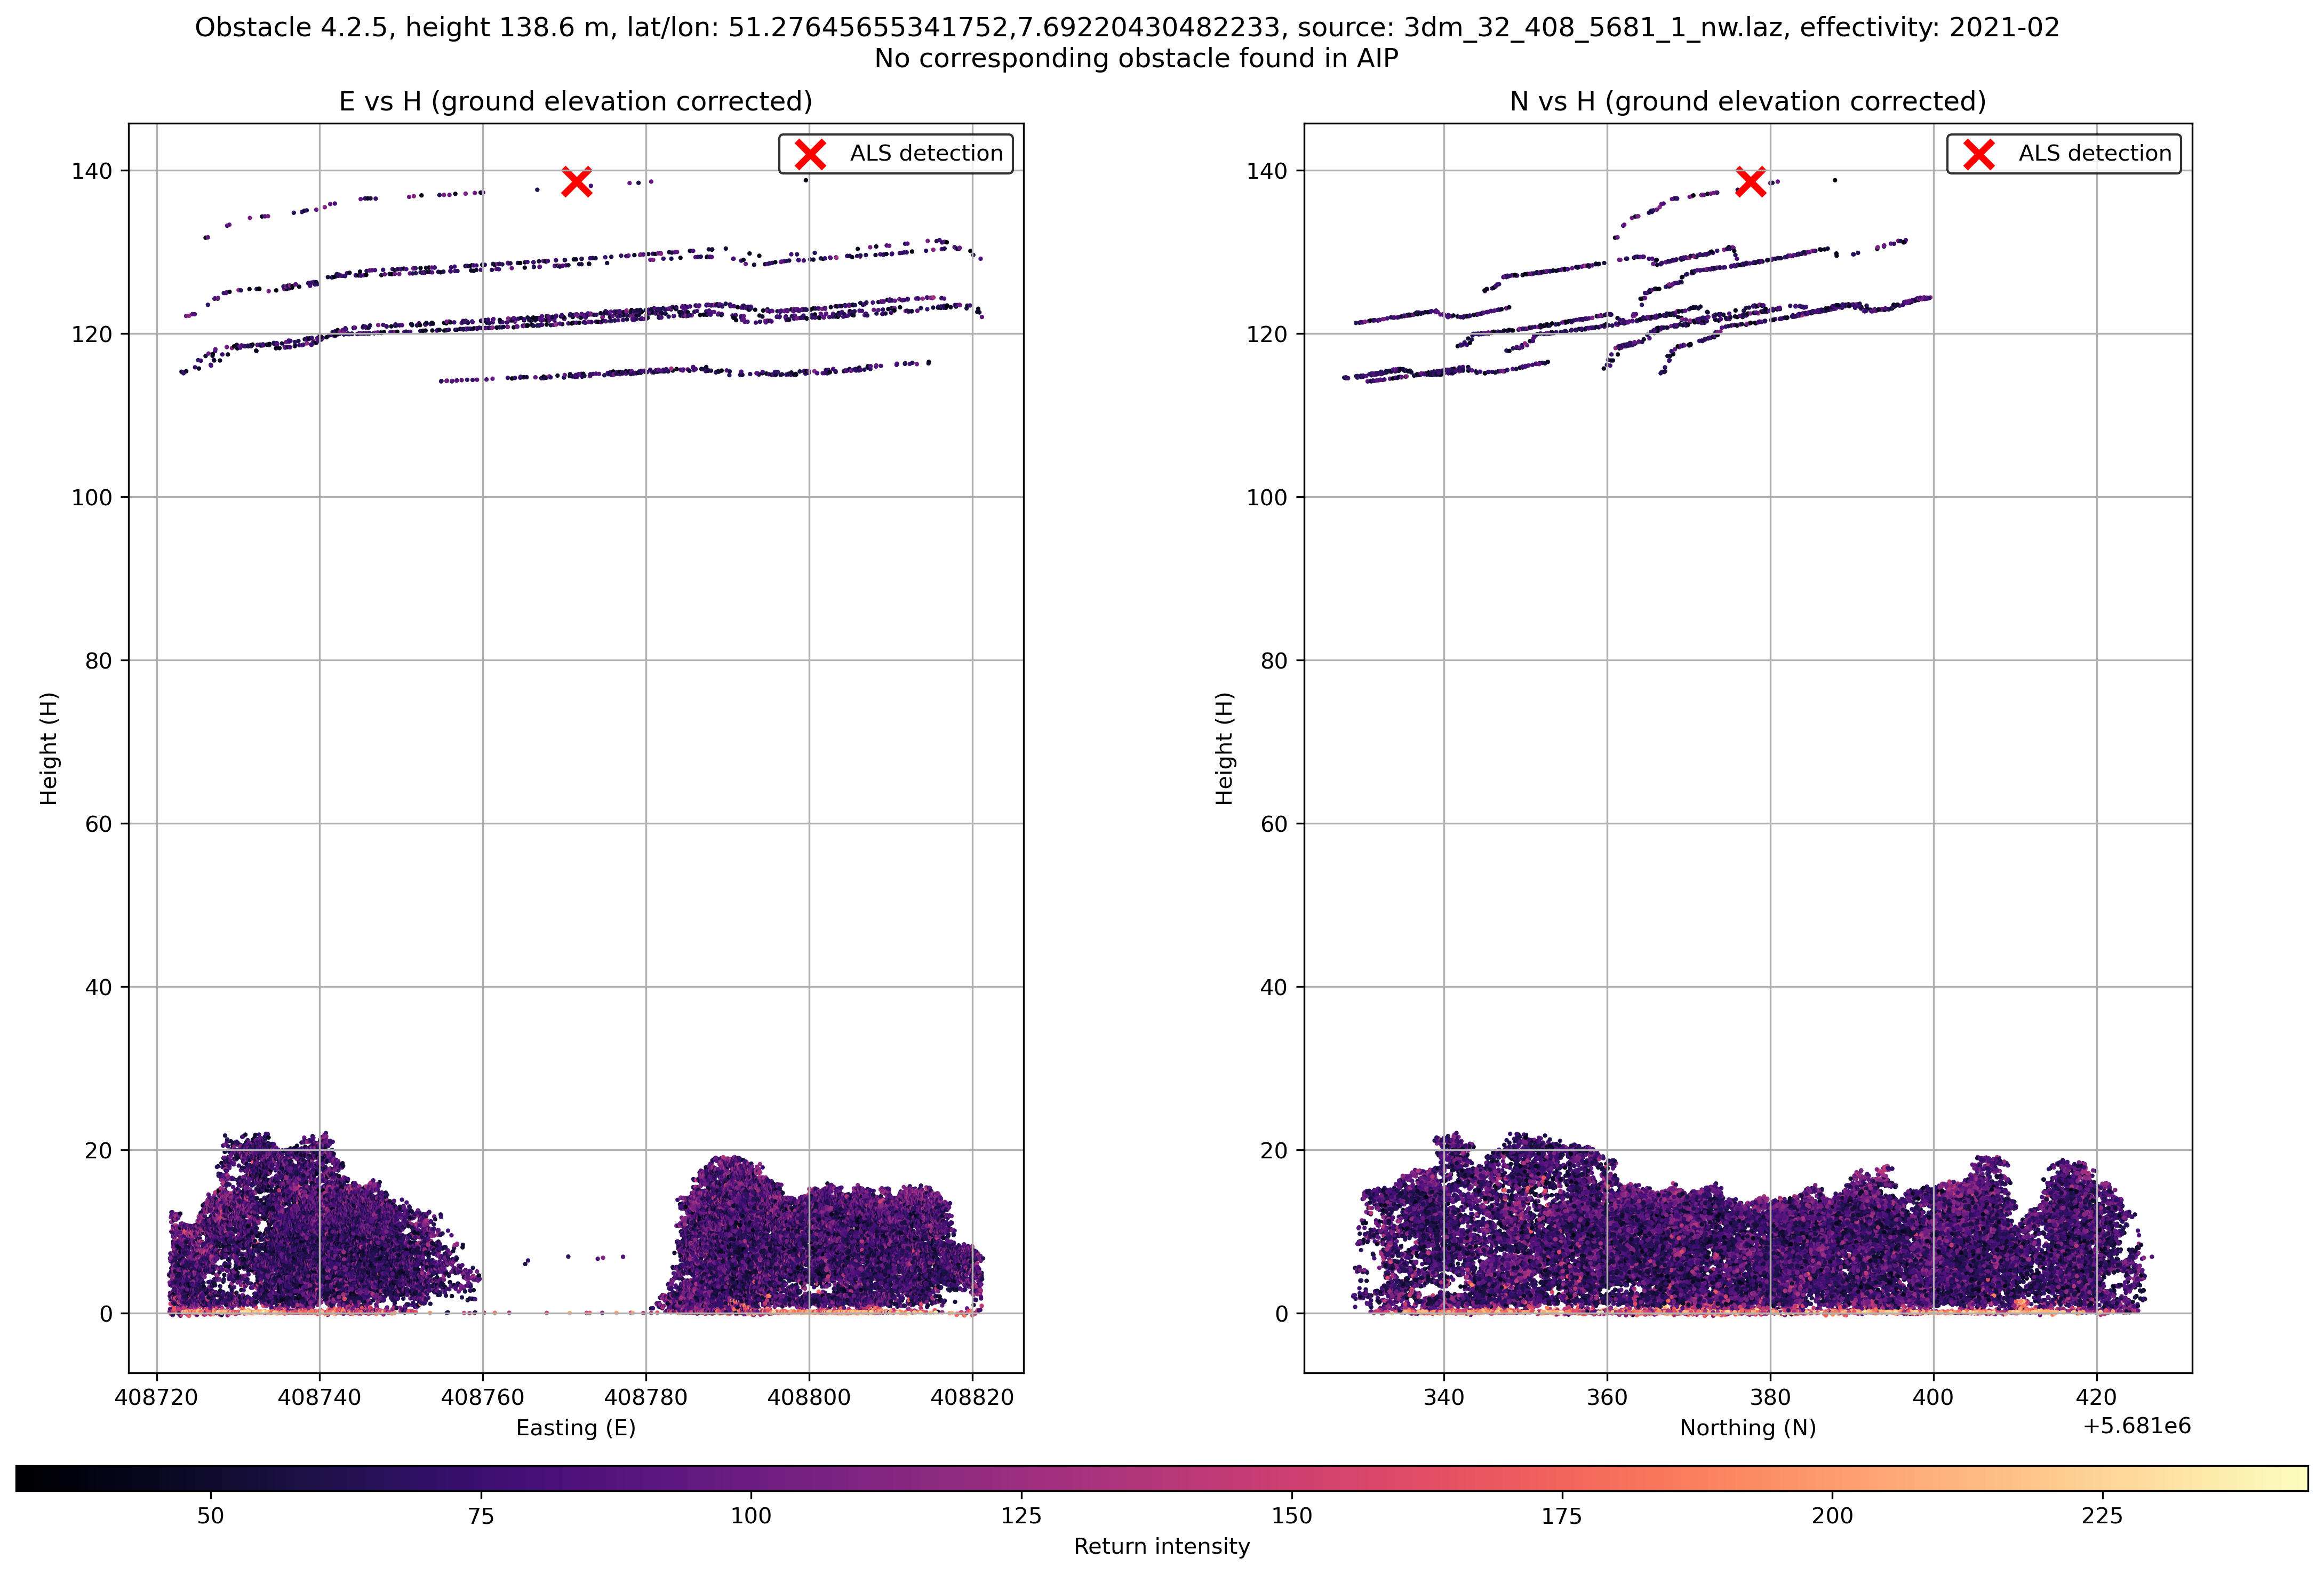 Obstacle 4.2.5, height 138.6 m, lat/lon: 51.27645655341752,7.69220430482233, source: 3dm_32_408_5681_1_nw.laz, effectivity: 2021-02
No corresponding obstacle found in AIP
E vs H (ground elevation corrected)
ALS detection
140
120
100
80
60
40
20
0
Height (H)
408720 408740 408760 408780 408800 408820
Easting (E)
N vs H (ground elevation corrected)
ALS detection
140
120
100
80
60
40
20
0
Height (H)
340 360 380 400 420
+5.681e6
Northing (N)
50 75 100 125 150 175 200 225
Return intensity